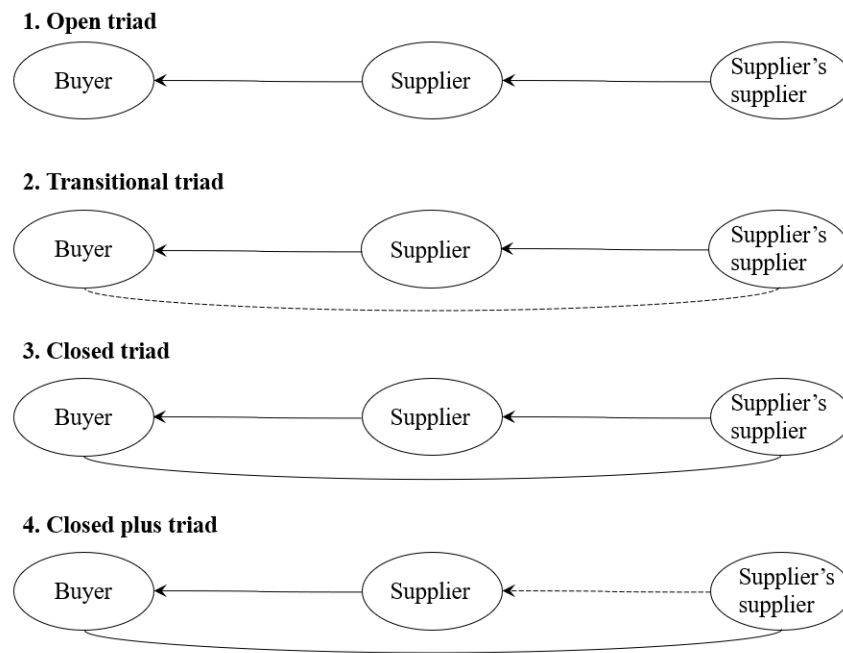 1. Open triad
Buyer
Supplier
Supplier’s
supplier
2. Transitional triad
Buyer
Supplier
Supplier’s
supplier
3. Closed triad
Buyer
Supplier
Supplier’s
supplier
4. Closed plus triad
Buyer
Supplier
Supplier’s
supplier